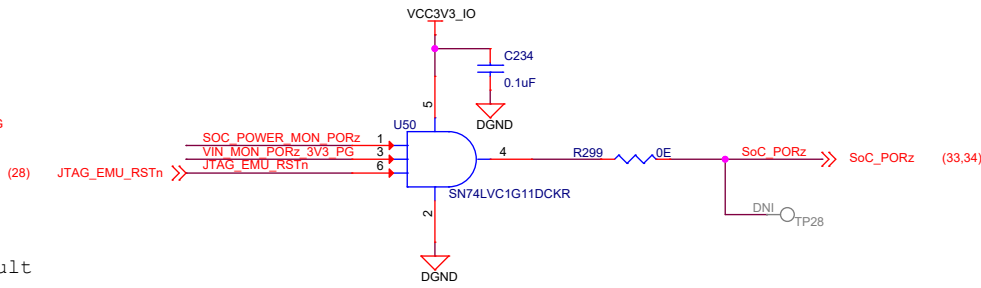 VCC3V3_IO
C234
0.1uF
5
U50
DGND
SOC_POWER_MON_PORz 1
VIN_MON_PORz_3V3_PG 3
(28) JTAG_EMU_RSTn JTAG_EMU_RSTn 6
4 R299 0E SoC_PORz SoC_PORz (33,34)
SN74LVC1G11DCKR
2
DNI
TP28
DGND
ult